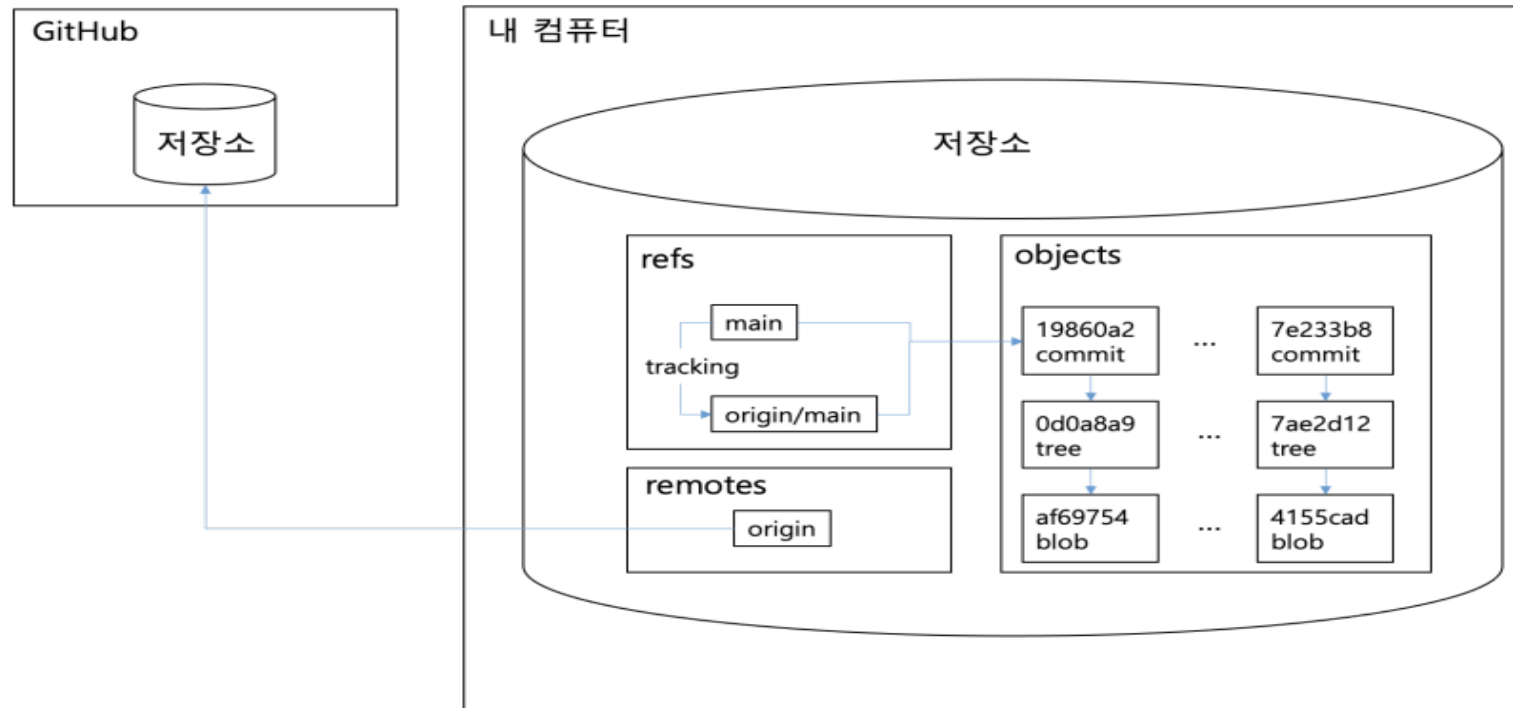 GitHub
저장소
내 컴퓨터
저장소
refs
main
tracking
origin/main
remotes
origin
objects
19860a2
commit
...
7e233b8
commit
0d0a8a9
tree
...
7ae2d12
tree
af69754
blob
...
4155cad
blob